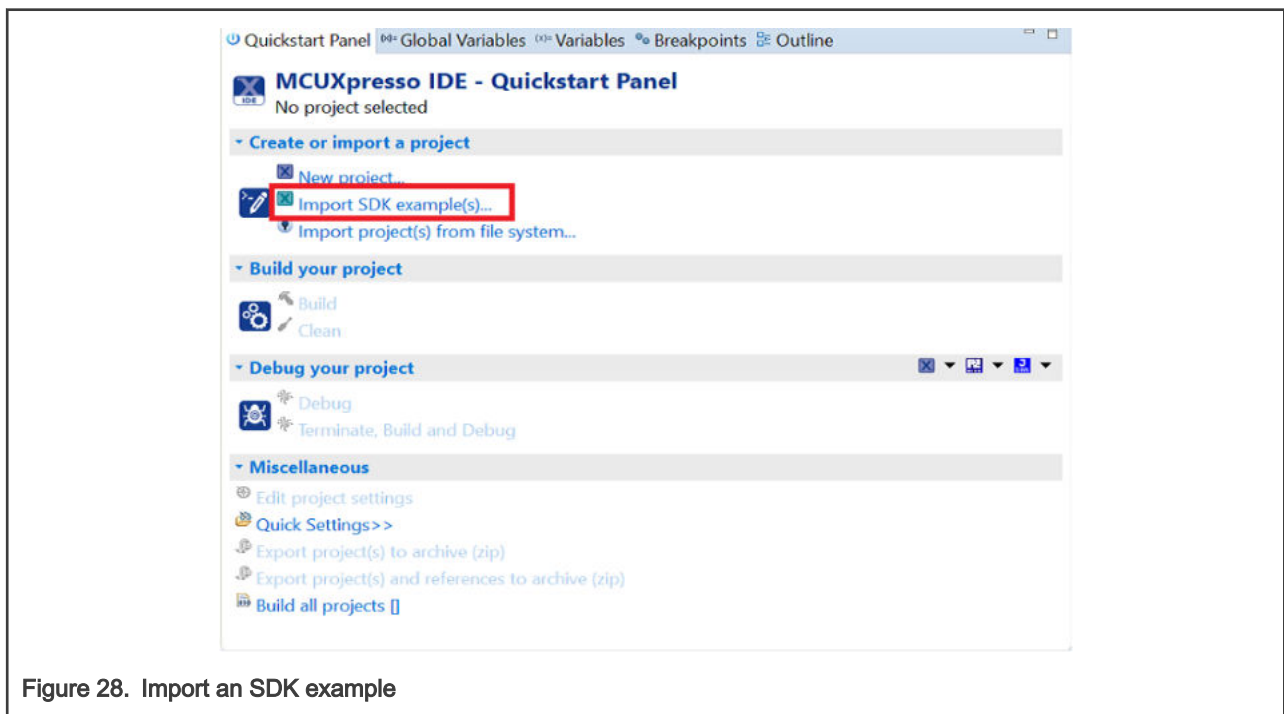 Quickstart Panel (x)= Global Variables (x)= Variables Breakpoints Outline
IDE
MCUXpresso IDE - Quickstart Panel
No project selected
Create or import a project
New project...
Import SDK example(s)...
Import project(s) from file system...
Build your project
Build
Clean
Debug your project
Debug
Terminate, Build and Debug
Miscellaneous
Edit project settings
Quick Settings>>
Export project(s) to archive (zip)
Export project(s) and references to archive (zip)
Build all projects []
Figure 28. Import an SDK example